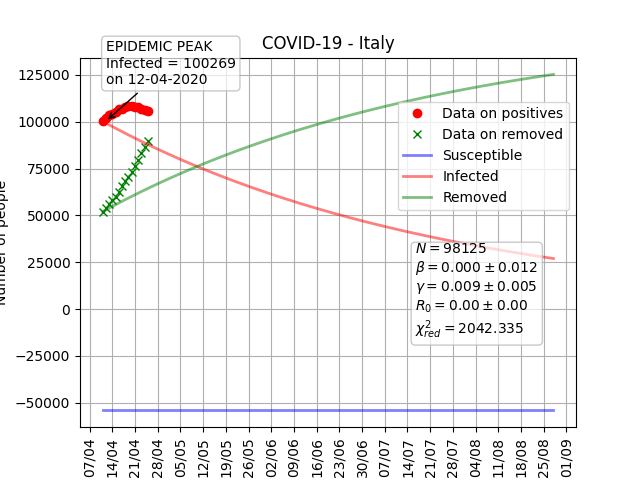 COVID-19 - Italy
EPIDEMIC PEAK
Infected = 100269
on 12-04-2020
Number of people
125000
100000
75000
50000
25000
0
−25000
−50000
Data on positives
Data on removed
Susceptible
Infected
Removed
N = 98125
β = 0.000 ± 0.012
γ = 0.009 ± 0.005
R₀ = 0.00 ± 0.00
χ²red = 2042.335
07/04
14/04
21/04
28/04
05/05
12/05
19/05
26/05
02/06
09/06
16/06
23/06
30/06
07/07
14/07
21/07
28/07
04/08
11/08
18/08
25/08
01/09